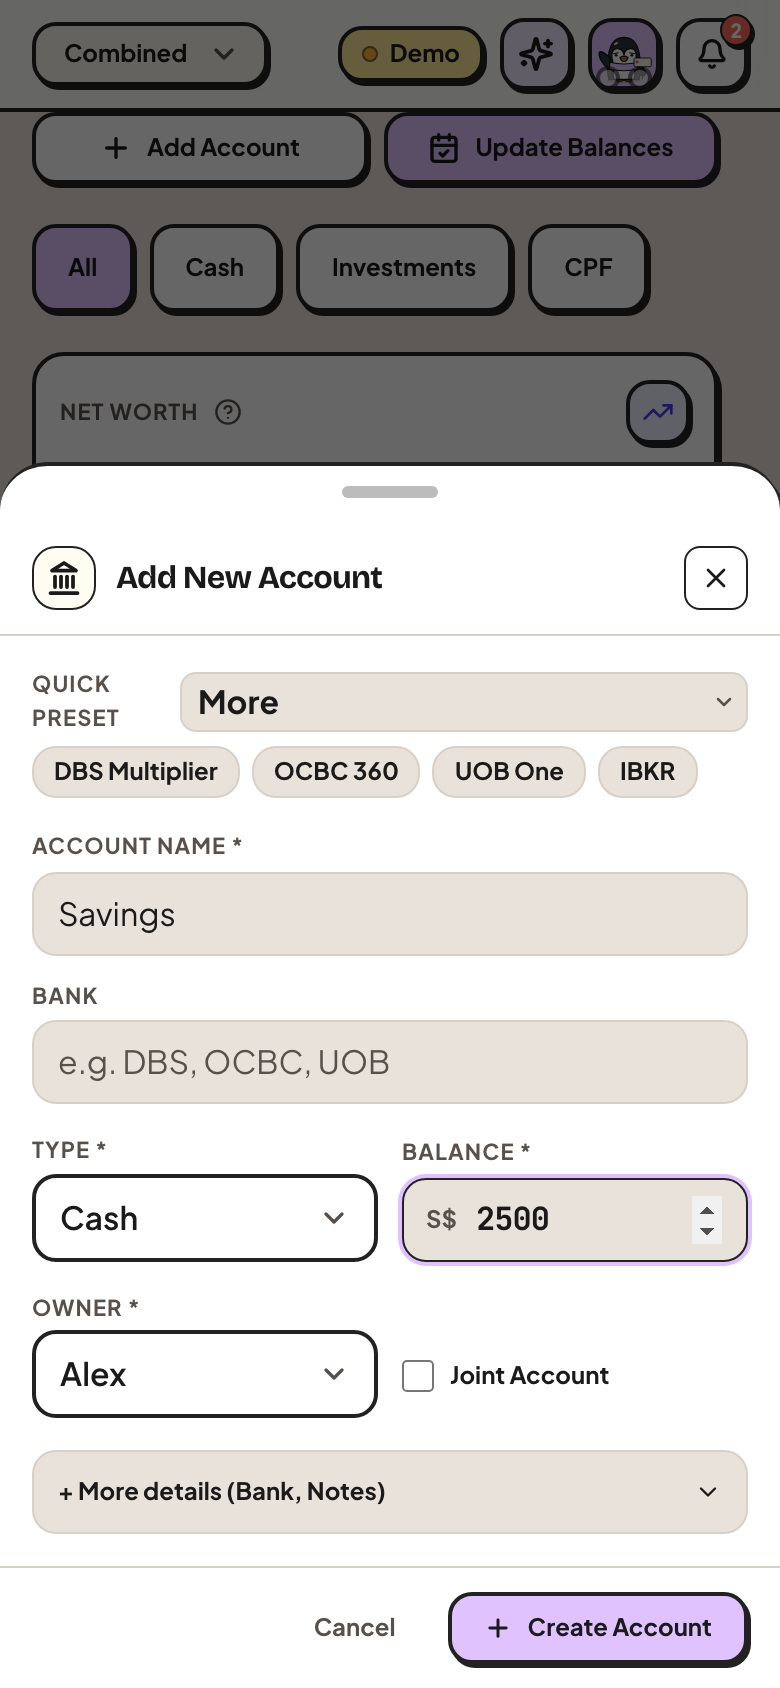 Combined
Demo
2
+ Add Account
Update Balances
All
Cash
Investments
CPF
NET WORTH ?
Add New Account
QUICK
PRESET
More
DBS Multiplier
OCBC 360
UOB One
IBKR
ACCOUNT NAME *
Savings
BANK
e.g. DBS, OCBC, UOB
TYPE *
BALANCE *
Cash
S$ 2500
OWNER *
Alex
Joint Account
+ More details (Bank, Notes)
Cancel
+ Create Account